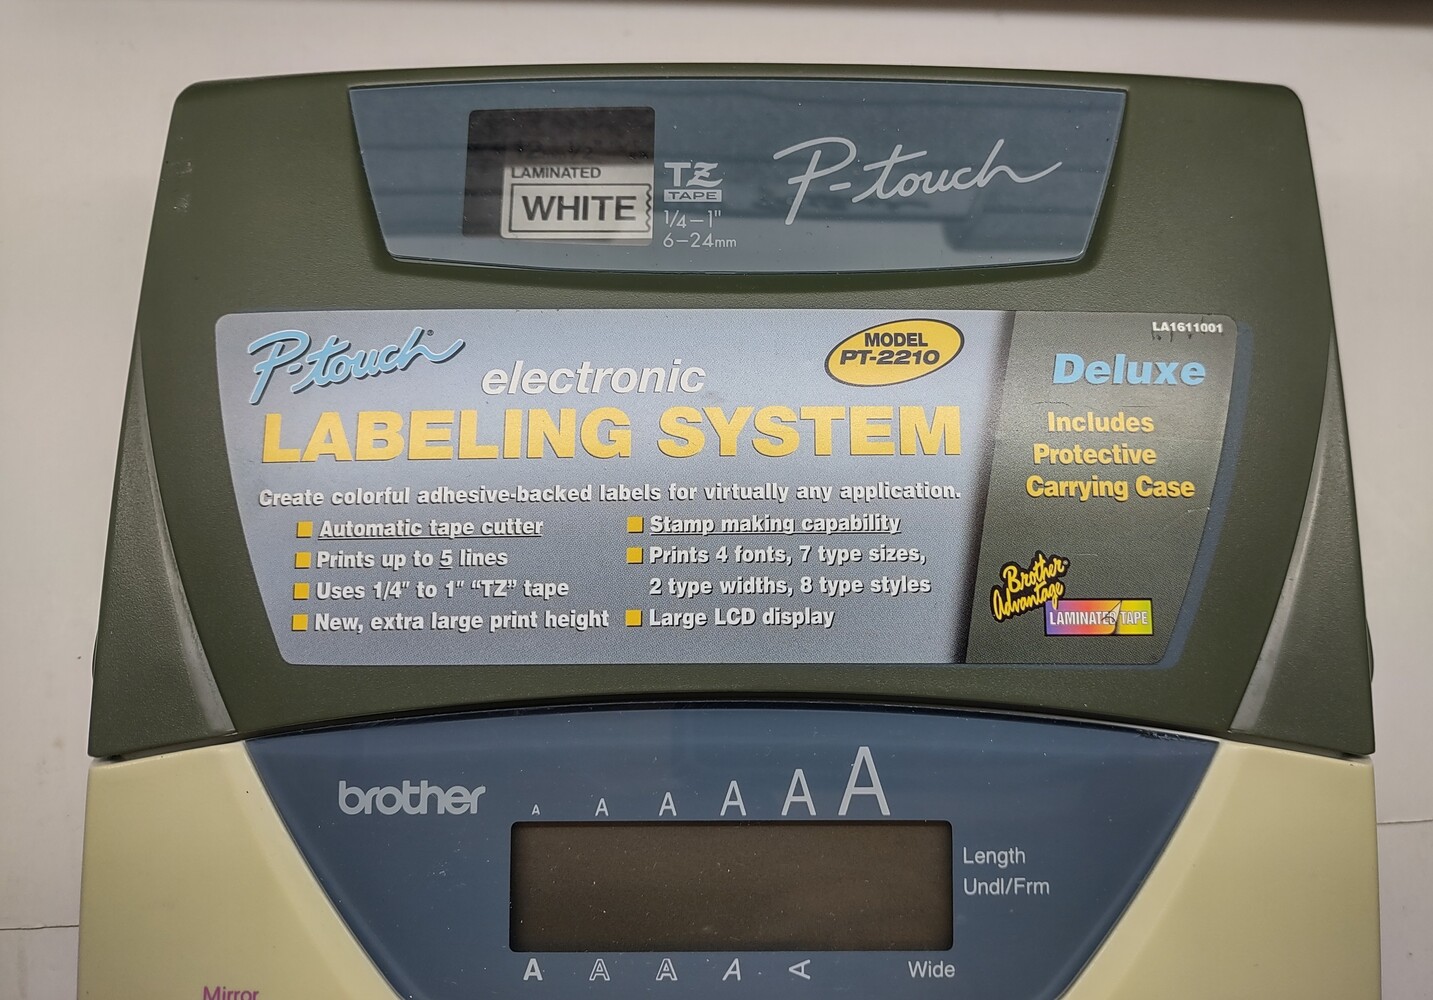 LAMINATED
WHITE
TZ
TAPE
1/4–1"
6–24mm
P-touch
P-touch®
electronic
LABELING SYSTEM
MODEL
PT-2210
Create colorful adhesive-backed labels for virtually any application.
Automatic tape cutter
Prints up to 5 lines
Uses 1/4" to 1" “TZ” tape
New, extra large print height
Stamp making capability
Prints 4 fonts, 7 type sizes,
2 type widths, 8 type styles
Large LCD display
LA1611001
Deluxe
Includes
Protective
Carrying Case
Brother
Advantage
LAMINATED TAPE
brother
A A A A A A
Length
Undl/Frm
A A A A A Wide
Mirror